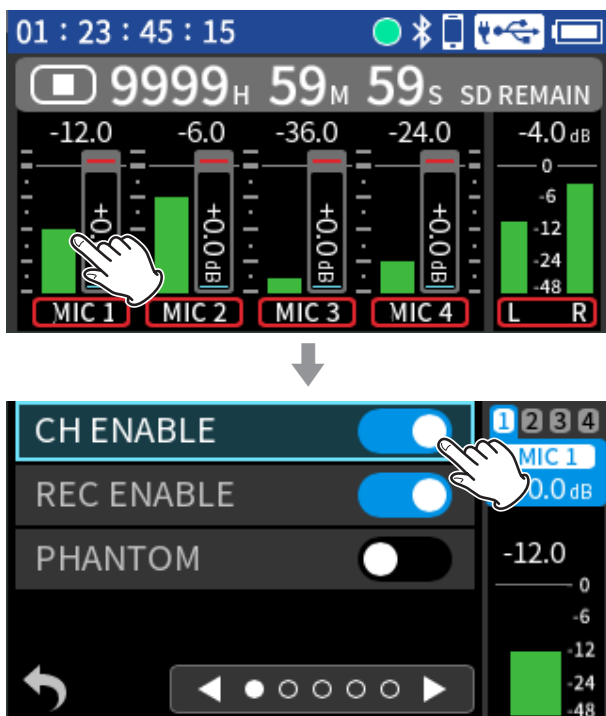 01 : 23 : 45 : 15
9999H 59M 59S SD REMAIN
-12.0 -6.0 -36.0 -24.0 -4.0 dB
0
-6
-12
-24
-48
+0.0 dB +0.0 dB +0.0 dB
MIC 1 MIC 2 MIC 3 MIC 4 L R
CH ENABLE
REC ENABLE
PHANTOM
1 2 3 4
MIC 1
0.0 dB
-12.0
0
-6
-12
-24
-48